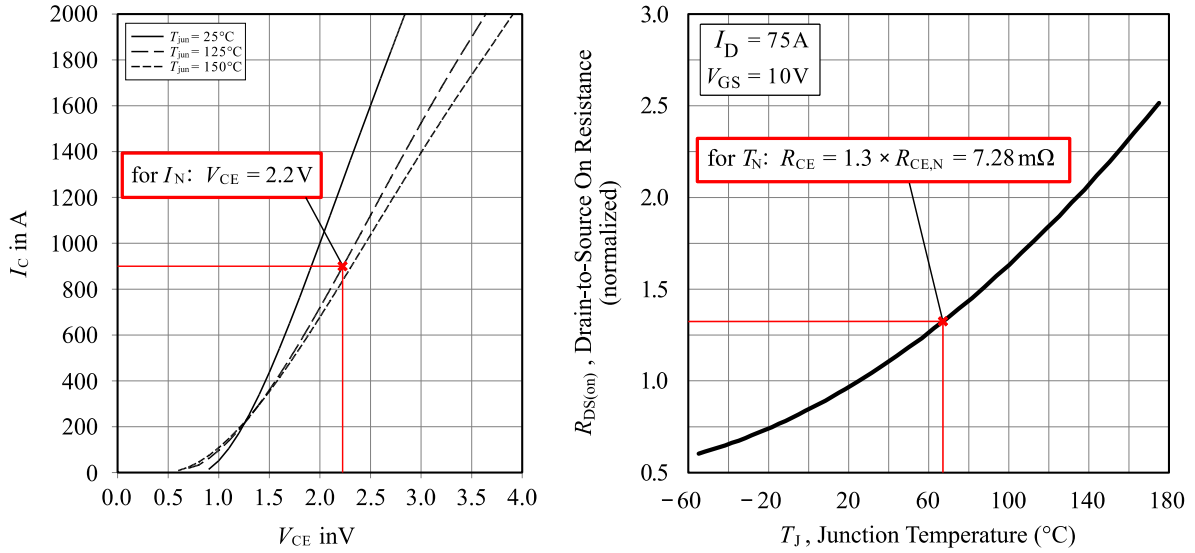 2000
1800
1600
1400
1200
1000
800
600
400
200
0
I_C in A
T_jun = 25°C
T_jun = 125°C
T_jun = 150°C
for I_N: V_CE = 2.2V
0.0 0.5 1.0 1.5 2.0 2.5 3.0 3.5 4.0
V_CE inV
3.0
2.5
2.0
1.5
1.0
0.5
R_DS(on) , Drain-to-Source On Resistance
(normalized)
I_D = 75A
V_GS = 10V
for T_N: R_CE = 1.3 × R_CE,N = 7.28 mΩ
−60 −20 20 60 100 140 180
T_J , Junction Temperature (°C)